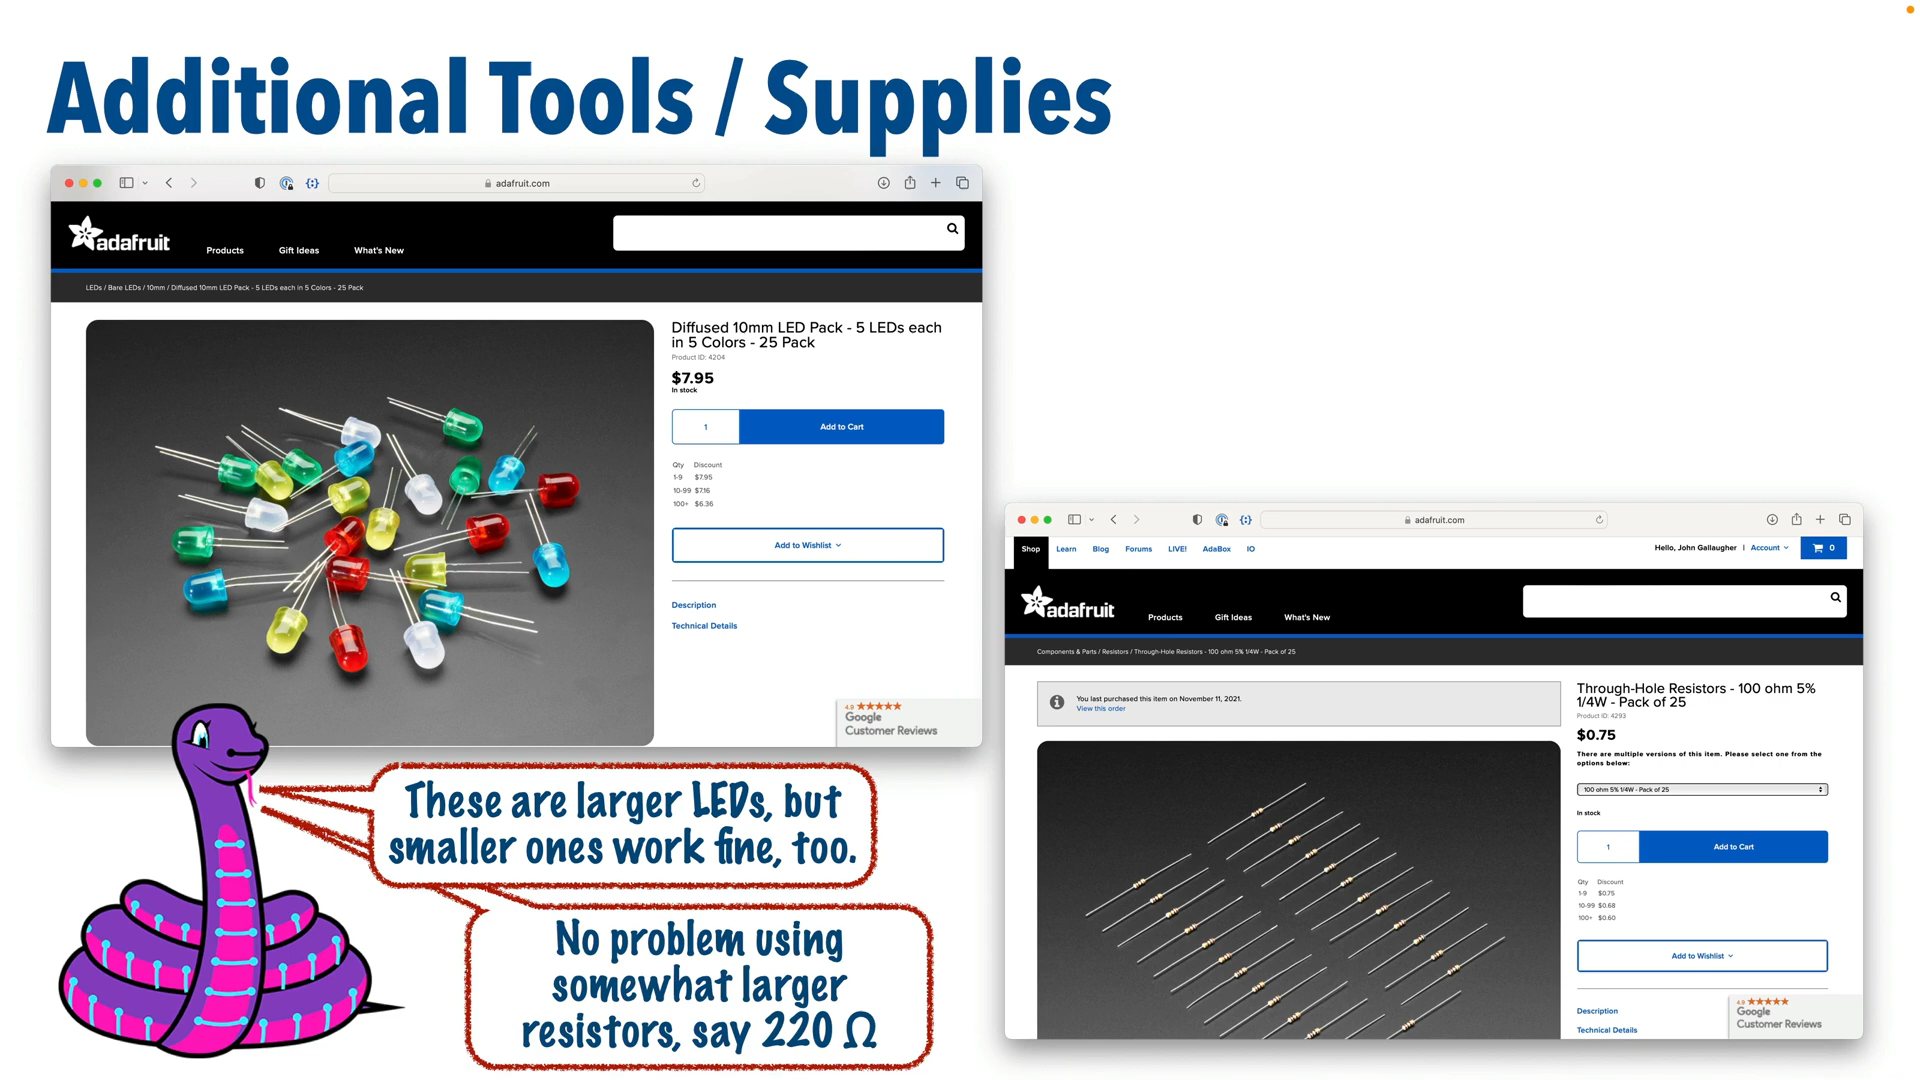 Additional Tools / Supplies
adafruit.com
adafruit
Products
Gift Ideas
What's New
LEDs / Bare LEDs / 10mm / Diffused 10mm LED Pack - 5 LEDs each in 5 Colors - 25 Pack
Diffused 10mm LED Pack - 5 LEDs each
in 5 Colors - 25 Pack
Product ID: 4204
$7.95
In stock
1
Add to Cart
Qty Discount
1-9 $7.95
10-99 $7.16
100+ $6.36
Add to Wishlist
Description
Technical Details
4.9
Google
Customer Reviews
These are larger LEDs, but
smaller ones work fine, too.
No problem using
somewhat larger
resistors, say 220 Ω
adafruit.com
Shop
Learn
Blog
Forums
LIVE!
AdaBox
IO
Hello, John Gallaugher | Account
0
adafruit
Products
Gift Ideas
What's New
Components & Parts / Resistors / Through-Hole Resistors - 100 ohm 5% 1/4W - Pack of 25
You last purchased this item on November 11, 2021.
View this order
Through-Hole Resistors - 100 ohm 5%
1/4W - Pack of 25
Product ID: 4293
$0.75
There are multiple versions of this item. Please select one from the
options below:
100 ohm 5% 1/4W - Pack of 25
In stock
1
Add to Cart
Qty Discount
1-9 $0.75
10-99 $0.68
100+ $0.60
Add to Wishlist
Description
Technical Details
4.9
Google
Customer Reviews